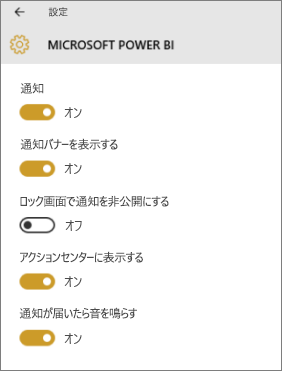 設定
MICROSOFT POWER BI
通知
オン
通知バナーを表示する
オン
ロック画面で通知を非公開にする
オフ
アクションセンターに表示する
オン
通知が届いたら音を鳴らす
オン